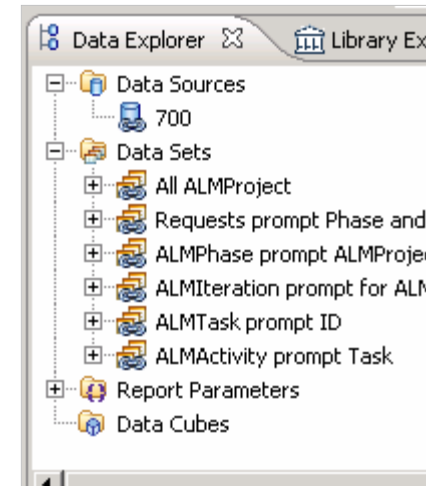 Data Explorer Library Ex
Data Sources
700
Data Sets
All ALMProject
Requests prompt Phase and
ALMPhase prompt ALMProje
ALMIteration prompt for ALM
ALMTask prompt ID
ALMActivity prompt Task
Report Parameters
Data Cubes